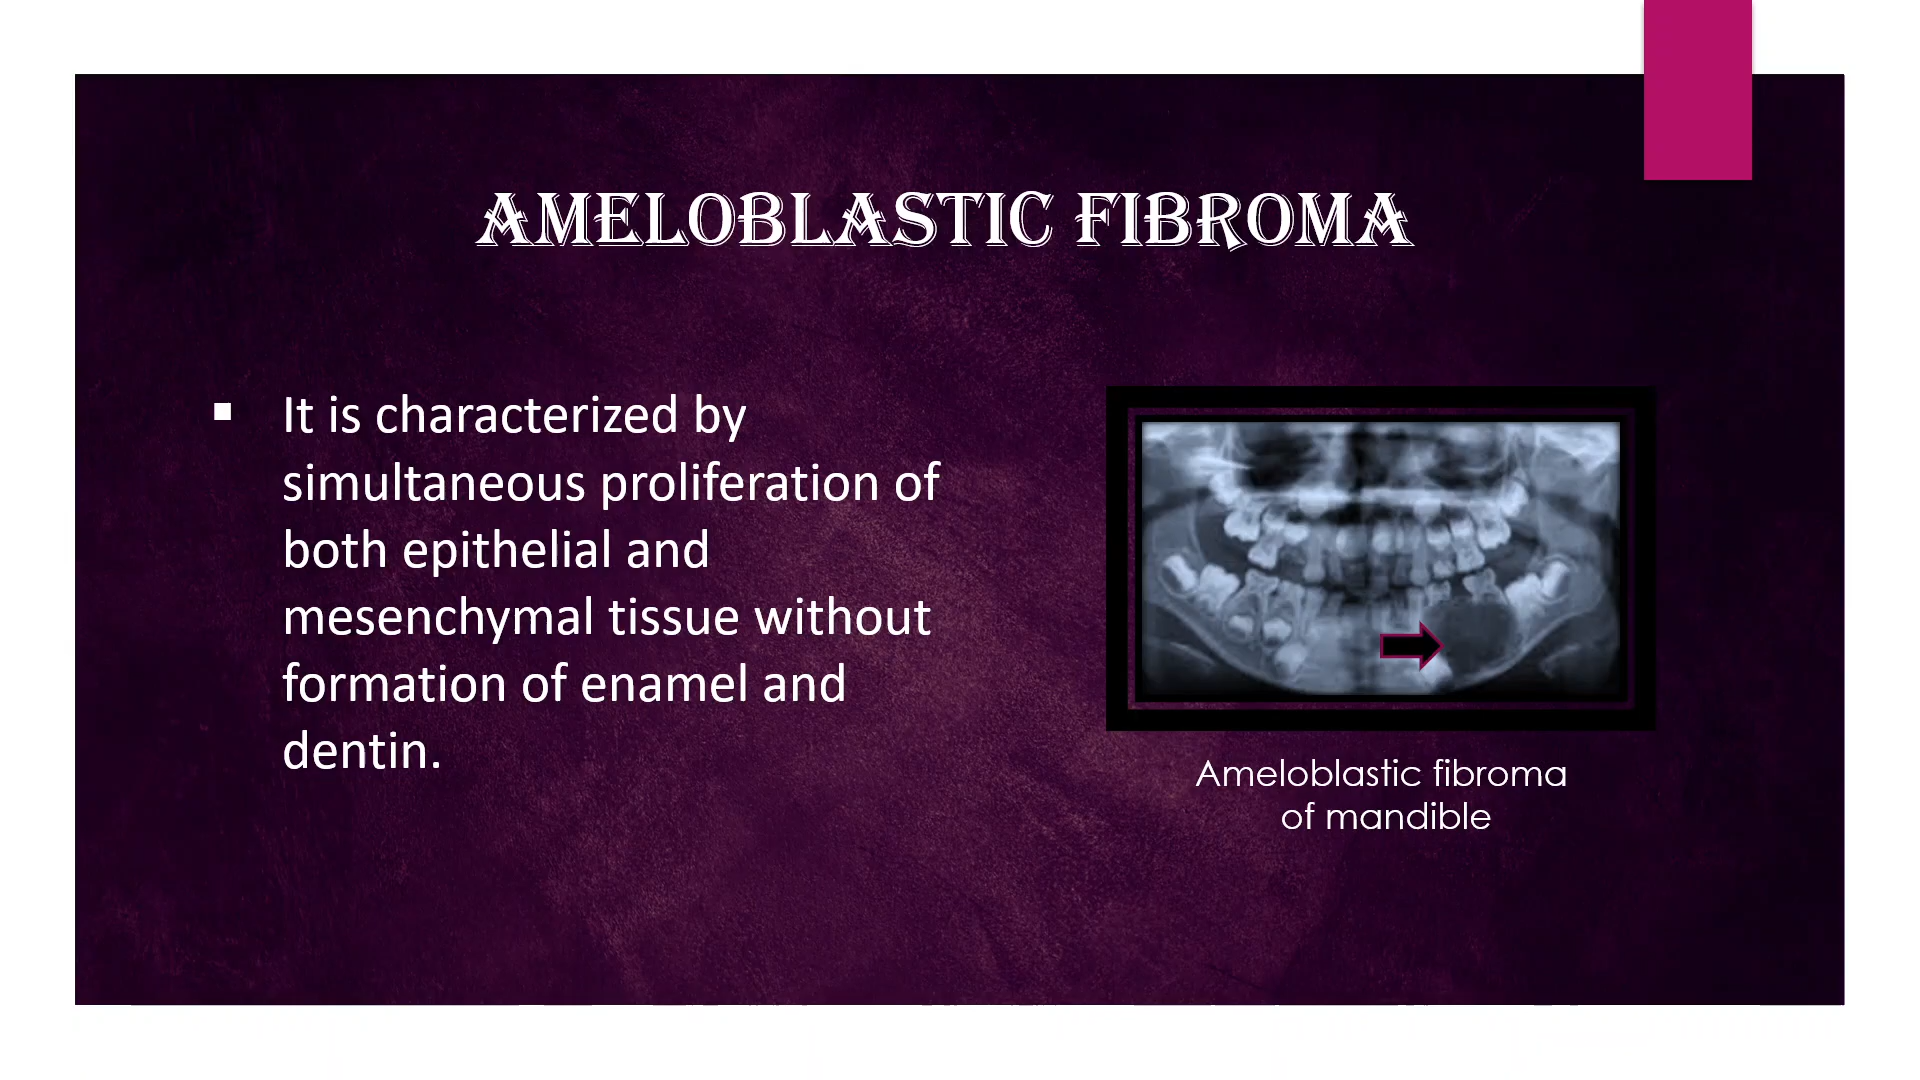 AMELOBLASTIC FIBROMA
▪ It is characterized by
simultaneous proliferation of
both epithelial and
mesenchymal tissue without
formation of enamel and
dentin.
Ameloblastic fibroma
of mandible